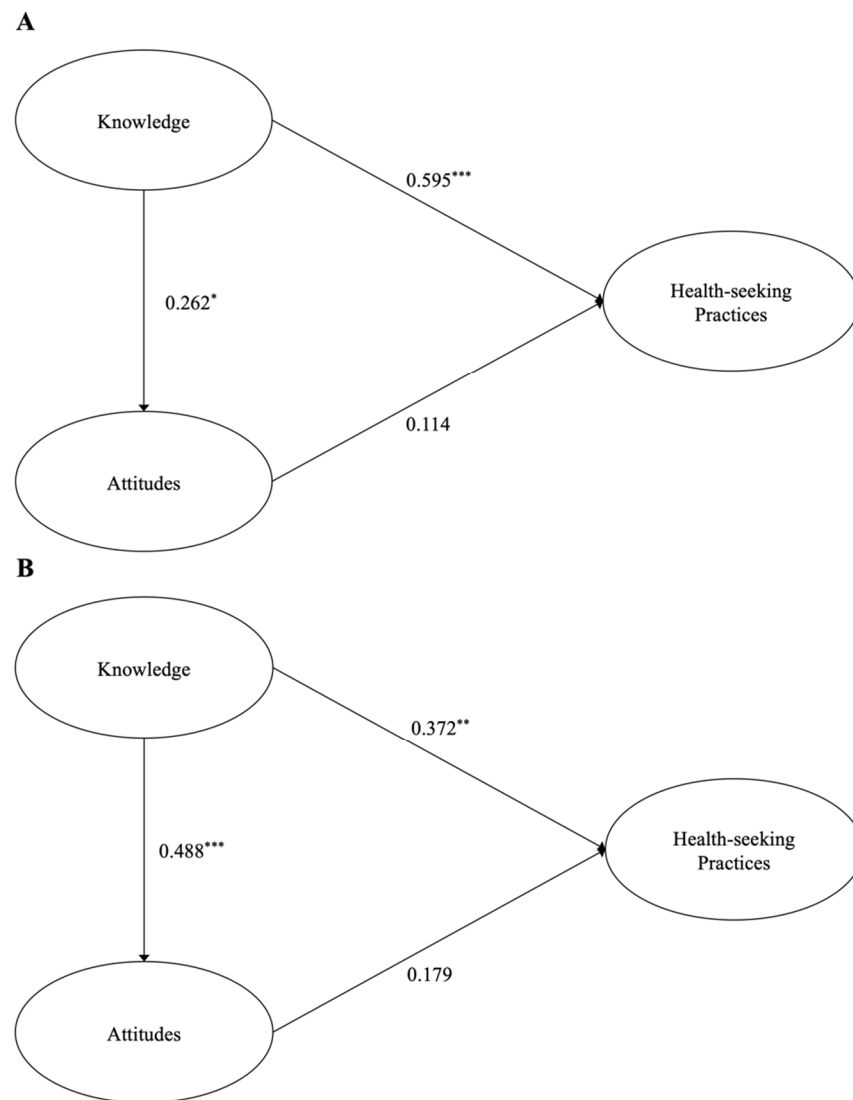 A
Knowledge
0.595***
0.262*
Health-seeking
Practices
0.114
Attitudes
B
Knowledge
0.372**
0.488***
Health-seeking
Practices
0.179
Attitudes